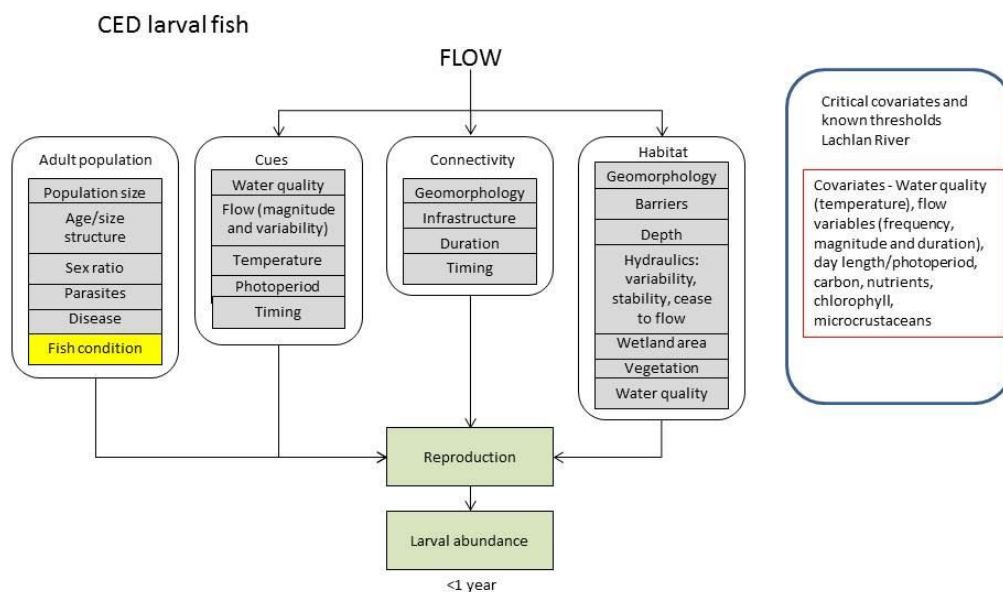 CED larval fish
FLOW
Adult population
Population size
Age/size
structure
Sex ratio
Parasites
Disease
Fish condition
Cues
Water quality
Flow (magnitude
and variability)
Temperature
Photoperiod
Timing
Connectivity
Geomorphology
Infrastructure
Duration
Timing
Habitat
Geomorphology
Barriers
Depth
Hydraulics:
variability,
stability, cease
to flow
Wetland area
Vegetation
Water quality
Reproduction
Larval abundance
<1 year
Critical covariates and
known thresholds
Lachlan River
Covariates - Water quality
(temperature), flow
variables (frequency,
magnitude and duration),
day length/photoperiod,
carbon, nutrients,
chlorophyll,
microcrustaceans